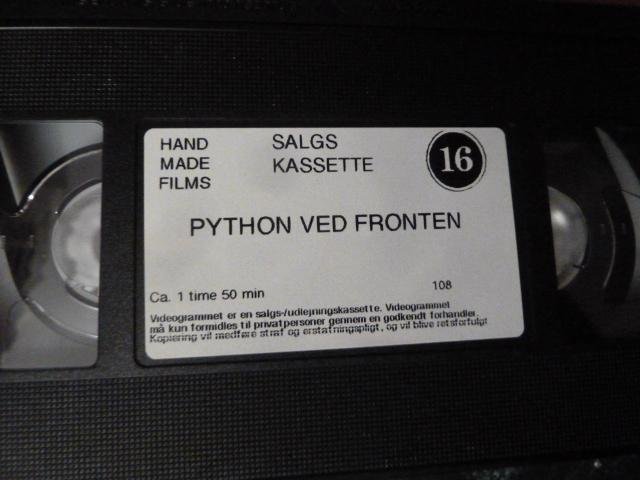 HAND
MADE
FILMS
SALGS
KASSETTE
16
PYTHON VED FRONTEN
Ca. 1 time 50 min
108
Videogrammet er en salgs-/udlejningskassette. Videogrammet
må kun formidles til privatpersoner gennem en godkendt forhandler.
Kopiering vil medføre straf og erstatningspligt, og vil blive retsforfulgt